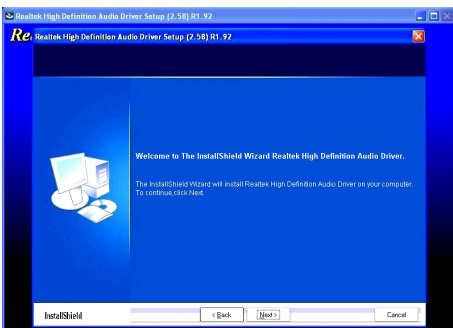 Realtek High Definition Audio Driver Setup (2.58) R1.92
Re
Realtek High Definition Audio Driver Setup (2.58) R1.92
Welcome to The InstallShield Wizard Realtek High Definition Audio Driver.
The InstallShield Wizard will install Realtek High Definition Audio Driver on your computer.
To continue,click Next.
InstallShield
< Back
Next >
Cancel